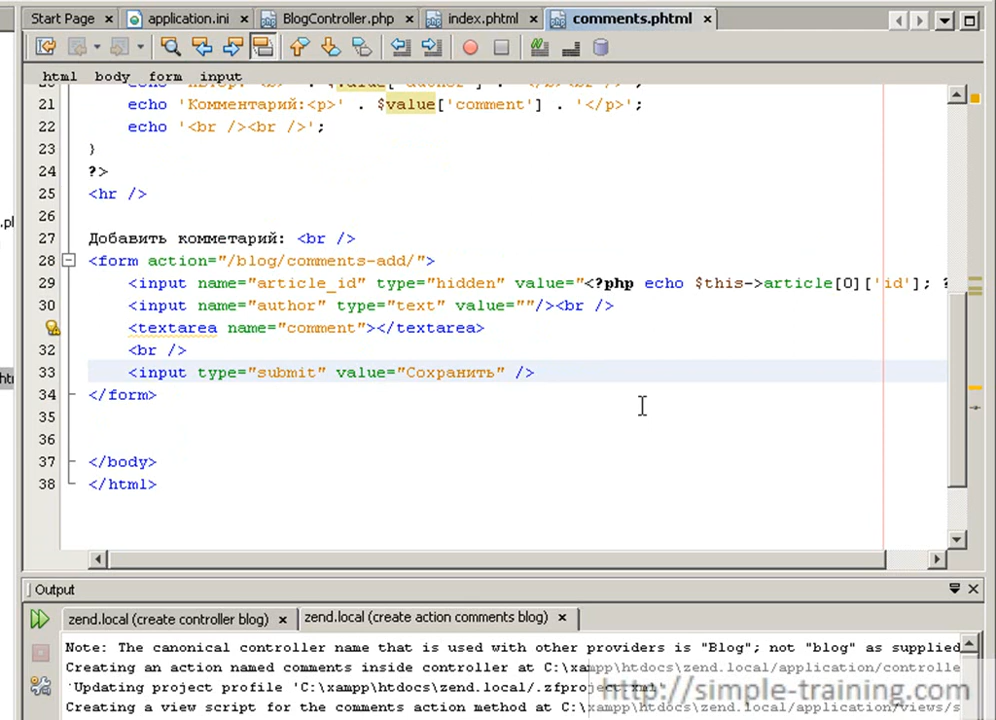 Start Page
application.ini
BlogController.php
index.phtml
comments.phtml
html body form input
21 echo 'Комментарий:<p>' . $value['comment'] . '</p>';
22 echo '<br /><br />';
23 }
24 ?>
25 <hr />
26
27 Добавить комметарий: <br />
28 <form action="/blog/comments-add/">
29 <input name="article_id" type="hidden" value="<?php echo $this->article[0]['id']; ?
30 <input name="author" type="text" value=""/><br />
<textarea name="comment"></textarea>
32 <br />
33 <input type="submit" value="Сохранить" />
34 </form>
35
36
37 </body>
38 </html>
Output
zend.local (create controller blog)
zend.local (create action comments blog)
Note: The canonical controller name that is used with other providers is "Blog"; not "blog" as supplied
Creating an action named comments inside controller at C:\xampp\htdocs\zend.local/application/controlle
Updating project profile 'C:\xampp\htdocs\zend.local/.zfproject.xml'
Creating a view script for the comments action method at C:\xampp\htdocs\zend.local/application/views/s
http://simple-training.com